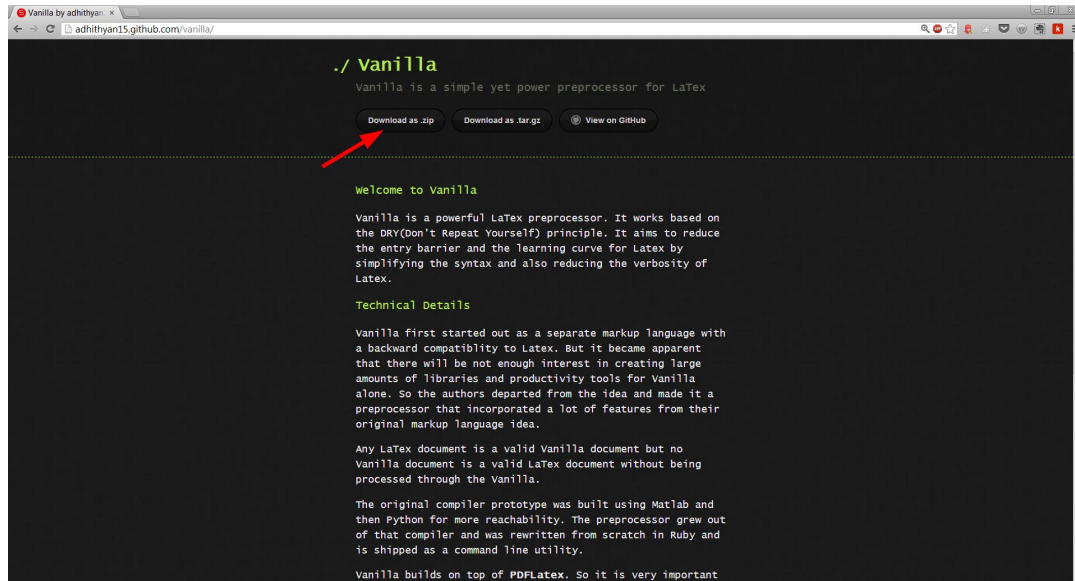 Vanilla by adhithyan
adhithyan15.github.com/vanilla/
./ Vanilla
Vanilla is a simple yet power preprocessor for LaTex
Download as .zip
Download as .tar.gz
View on GitHub
Welcome to Vanilla
Vanilla is a powerful LaTex preprocessor. It works based on
the DRY(Don't Repeat Yourself) principle. It aims to reduce
the entry barrier and the learning curve for Latex by
simplifying the syntax and also reducing the verbosity of
Latex.
Technical Details
Vanilla first started out as a separate markup language with
a backward compatiblity to Latex. But it became apparent
that there will be not enough interest in creating large
amounts of libraries and productivity tools for Vanilla
alone. So the authors departed from the idea and made it a
preprocessor that incorporated a lot of features from their
original markup language idea.
Any LaTex document is a valid Vanilla document but no
Vanilla document is a valid LaTex document without being
processed through the Vanilla.
The original compiler prototype was built using Matlab and
then Python for more reachability. The preprocessor grew out
of that compiler and was rewritten from scratch in Ruby and
is shipped as a command line utility.
Vanilla builds on top of PDFLatex. So it is very important